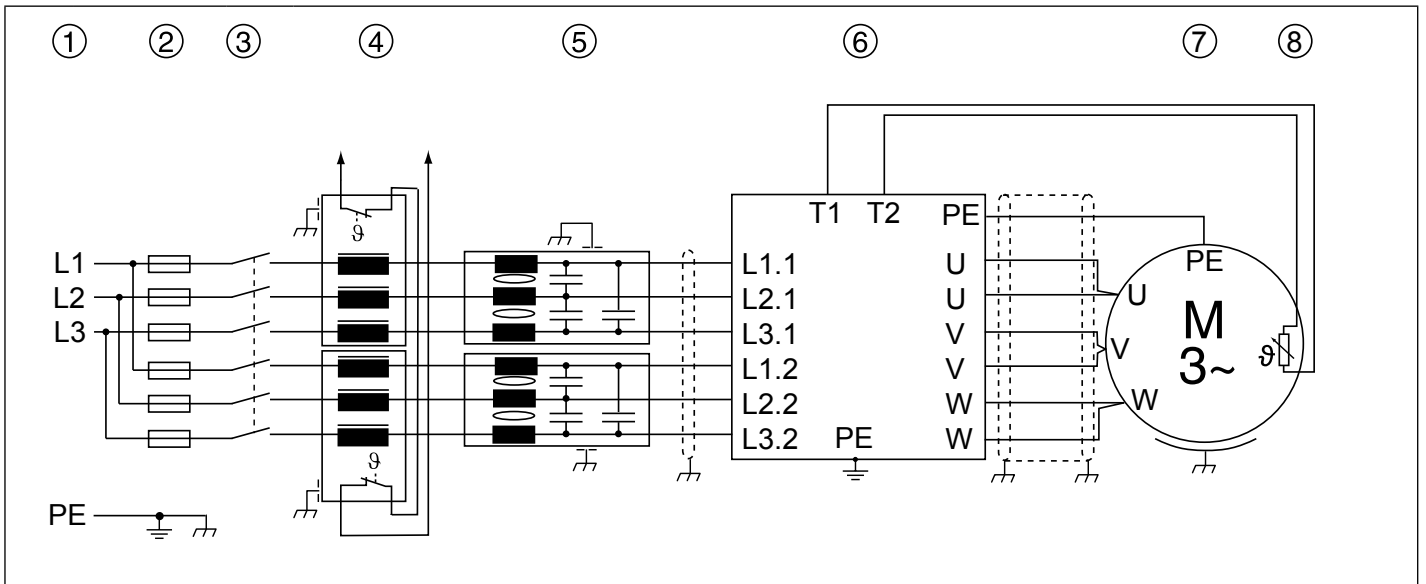 ① ② ③ ④ ⑤ ⑥ ⑦ ⑧
T1 T2 PE
ϑ
L1 L1.1 U PE
L2 L2.1 U U
L3 L3.1 V M
V
3~ ϑ
L1.2 V
L2.2 W W
L3.2 PE W
ϑ
PE